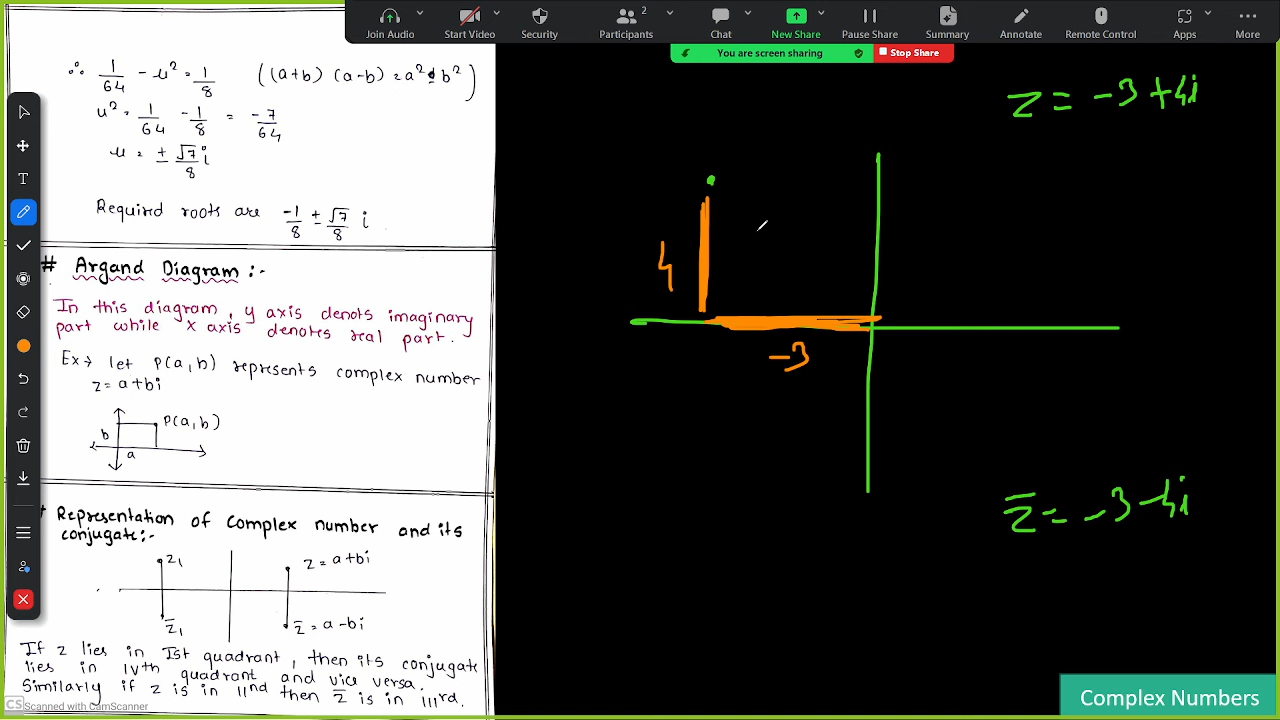 Join Audio
Start Video
Security
Participants
2
Chat
New Share
Pause Share
Summary
Annotate
Remote Control
Apps
More
You are screen sharing
Stop Share
∴ 1/64 - u² = 1/8 ((a+b) (a-b) = a² - b²)
u² = 1/64 - 1/8 = -7/64
u = ± √7/8 i
Required roots are -1/8 ± √7/8 i
# Argand Diagram :-
In this diagram, y axis denots imaginary
part while x axis denotes real part.
Ex → let P(a, b) represents complex number
z = a+bi
P(a, b)
b
a
Representation of complex number and its
conjugate:-
z₁
z = a+bi
z̄₁
z̄ = a-bi
If z lies in Ist quadrant, then its conjugate
lies in IVth quadrant and vice versa.
Similarly if z is in IInd then z̄ is in IIIrd.
CS Scanned with CamScanner
z = -3+4i
4
-3
z̄ = -3-4i
Complex Numbers